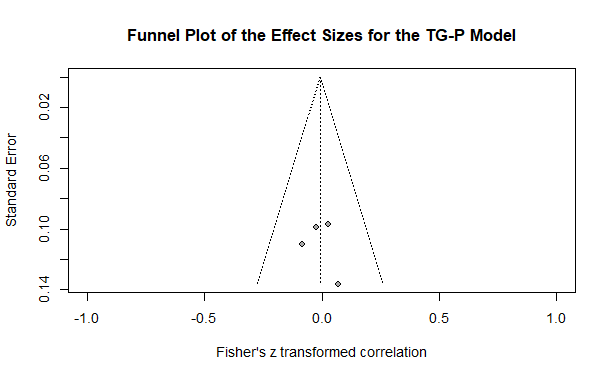 Funnel Plot of the Effect Sizes for the TG-P Model
Standard Error
0.02
0.06
0.10
0.14
-1.0 -0.5 0.0 0.5 1.0
Fisher's z transformed correlation